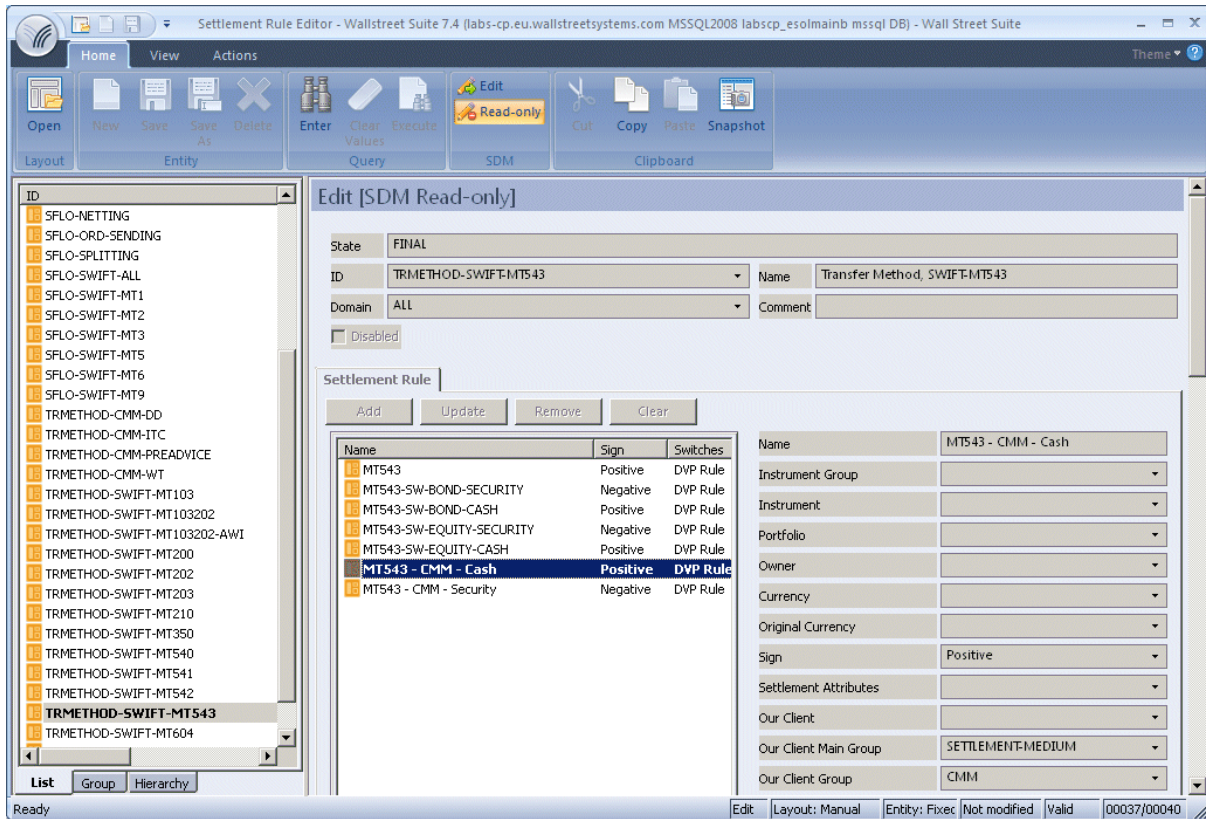 Settlement Rule Editor - Wallstreet Suite 7.4 (labs-cp.eu.wallstreetsystems.com MSSQL2008 labscp_esolmainb mssql DB) - Wall Street Suite
Home View Actions Theme
Open New Save Save As Delete Enter Clear Values Execute Edit Read-only Cut Copy Paste Snapshot
Layout Entity Query SDM Clipboard
ID
SFLO-NETTING
SFLO-ORD-SENDING
SFLO-SPLITTING
SFLO-SWIFT-ALL
SFLO-SWIFT-MT1
SFLO-SWIFT-MT2
SFLO-SWIFT-MT3
SFLO-SWIFT-MT5
SFLO-SWIFT-MT6
SFLO-SWIFT-MT9
TRMETHOD-CMM-DD
TRMETHOD-CMM-ITC
TRMETHOD-CMM-PREADVICE
TRMETHOD-CMM-WT
TRMETHOD-SWIFT-MT103
TRMETHOD-SWIFT-MT103202
TRMETHOD-SWIFT-MT103202-AWI
TRMETHOD-SWIFT-MT200
TRMETHOD-SWIFT-MT202
TRMETHOD-SWIFT-MT203
TRMETHOD-SWIFT-MT210
TRMETHOD-SWIFT-MT350
TRMETHOD-SWIFT-MT540
TRMETHOD-SWIFT-MT541
TRMETHOD-SWIFT-MT542
TRMETHOD-SWIFT-MT543
TRMETHOD-SWIFT-MT604
List Group Hierarchy
Edit [SDM Read-only]
State FINAL
ID TRMETHOD-SWIFT-MT543 Name Transfer Method, SWIFT-MT543
Domain ALL Comment
Disabled
Settlement Rule
Add Update Remove Clear
Name Sign Switches
MT543 Positive DVP Rule
MT543-SW-BOND-SECURITY Negative DVP Rule
MT543-SW-BOND-CASH Positive DVP Rule
MT543-SW-EQUITY-SECURITY Negative DVP Rule
MT543-SW-EQUITY-CASH Positive DVP Rule
MT543 - CMM - Cash Positive DVP Rule
MT543 - CMM - Security Negative DVP Rule
Name MT543 - CMM - Cash
Instrument Group
Instrument
Portfolio
Owner
Currency
Original Currency
Sign Positive
Settlement Attributes
Our Client
Our Client Main Group SETTLEMENT-MEDIUM
Our Client Group CMM
Ready Edit Layout: Manual Entity: Fixec Not modified Valid 00037/00040